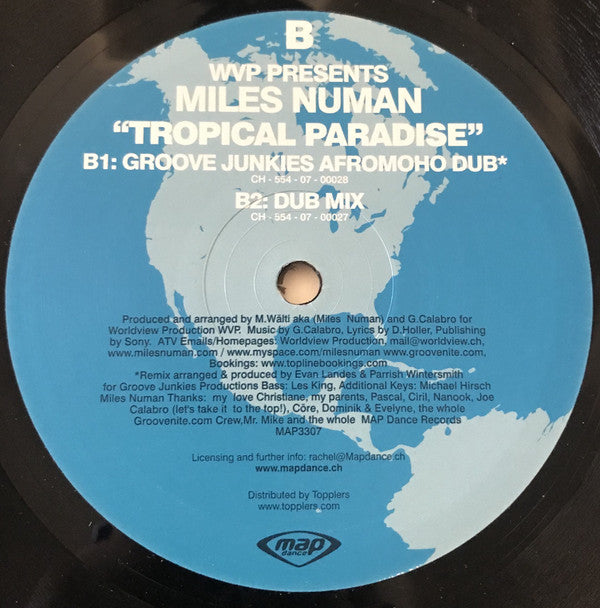 B
WVP PRESENTS
MILES NUMAN
“TROPICAL PARADISE”
B1: GROOVE JUNKIES AFROMOHO DUB*
CH - 554 - 07 - 00028
B2: DUB MIX
CH - 554 - 07 - 00027
Produced and arranged by M.Wälti aka (Miles Numan) and G.Calabro for
Worldview Production WVP. Music by G.Calabro, Lyrics by D.Holler, Publishing
by Sony. ATV Emails/Homepages: Worldview Production, mail@worldview.ch,
www.milesnuman.com / www.myspace.com/milesnuman www.groovenite.com,
Bookings: www.toplinebookings.com
*Remix arranged & produced by Evan Landes & Parrish Wintersmith
for Groove Junkies Productions Bass: Les King, Additional Keys: Michael Hirsch
Miles Numan Thanks: my love Christiane, my parents, Pascal, Ciril, Nanook, Joe
Calabro (let's take it to the top!), Côre, Dominik & Evelyne, the whole
Groovenite.com Crew,Mr. Mike and the whole MAP Dance Records
MAP3307
Licensing and further info: rachel@Mapdance.ch
www.mapdance.ch
Distributed by Topplers
www.topplers.com
map
dance